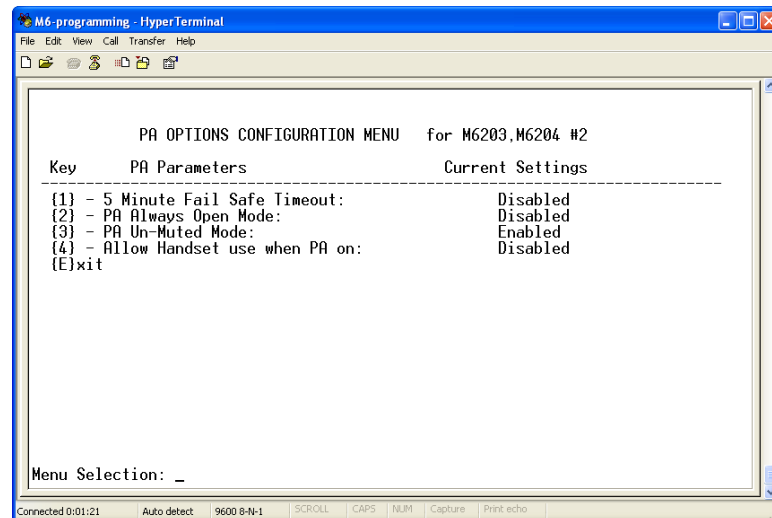 M6-programming - HyperTerminal
File Edit View Call Transfer Help
PA OPTIONS CONFIGURATION MENU for M6203,M6204 #2
Key PA Parameters Current Settings
{1} - 5 Minute Fail Safe Timeout: Disabled
{2} - PA Always Open Mode: Disabled
{3} - PA Un-Muted Mode: Enabled
{4} - Allow Handset use when PA on: Disabled
{E}xit
Menu Selection: _
Connected 0:01:21 Auto detect 9600 8-N-1 SCROLL CAPS NUM Capture Print echo